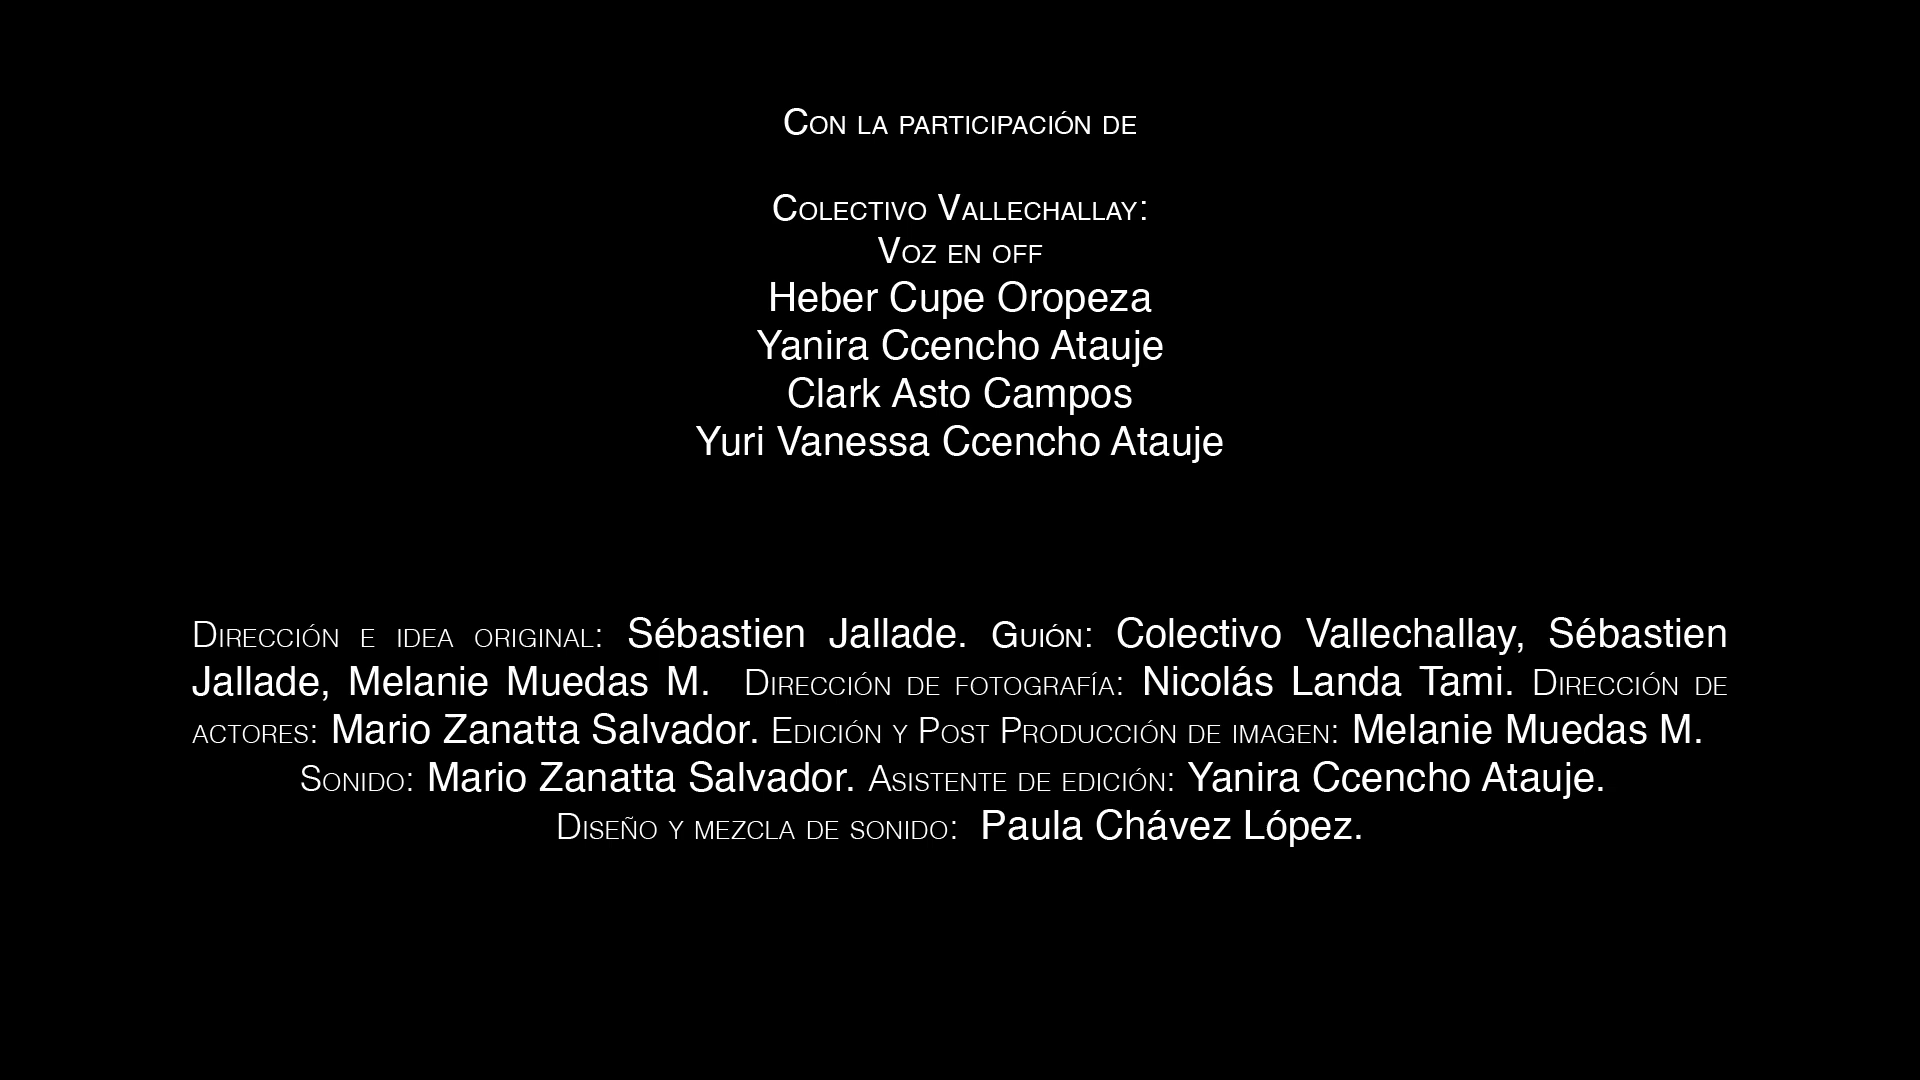 Con la participación de
Colectivo Vallechallay:
Voz en off
Heber Cupe Oropeza
Yanira Ccencho Atauje
Clark Asto Campos
Yuri Vanessa Ccencho Atauje
Dirección e idea original: Sébastien Jallade. Guión: Colectivo Vallechallay, Sébastien
Jallade, Melanie Muedas M. Dirección de fotografía: Nicolás Landa Tami. Dirección de
actores: Mario Zanatta Salvador. Edición y Post Producción de imagen: Melanie Muedas M.
Sonido: Mario Zanatta Salvador. Asistente de edición: Yanira Ccencho Atauje.
Diseño y mezcla de sonido: Paula Chávez López.